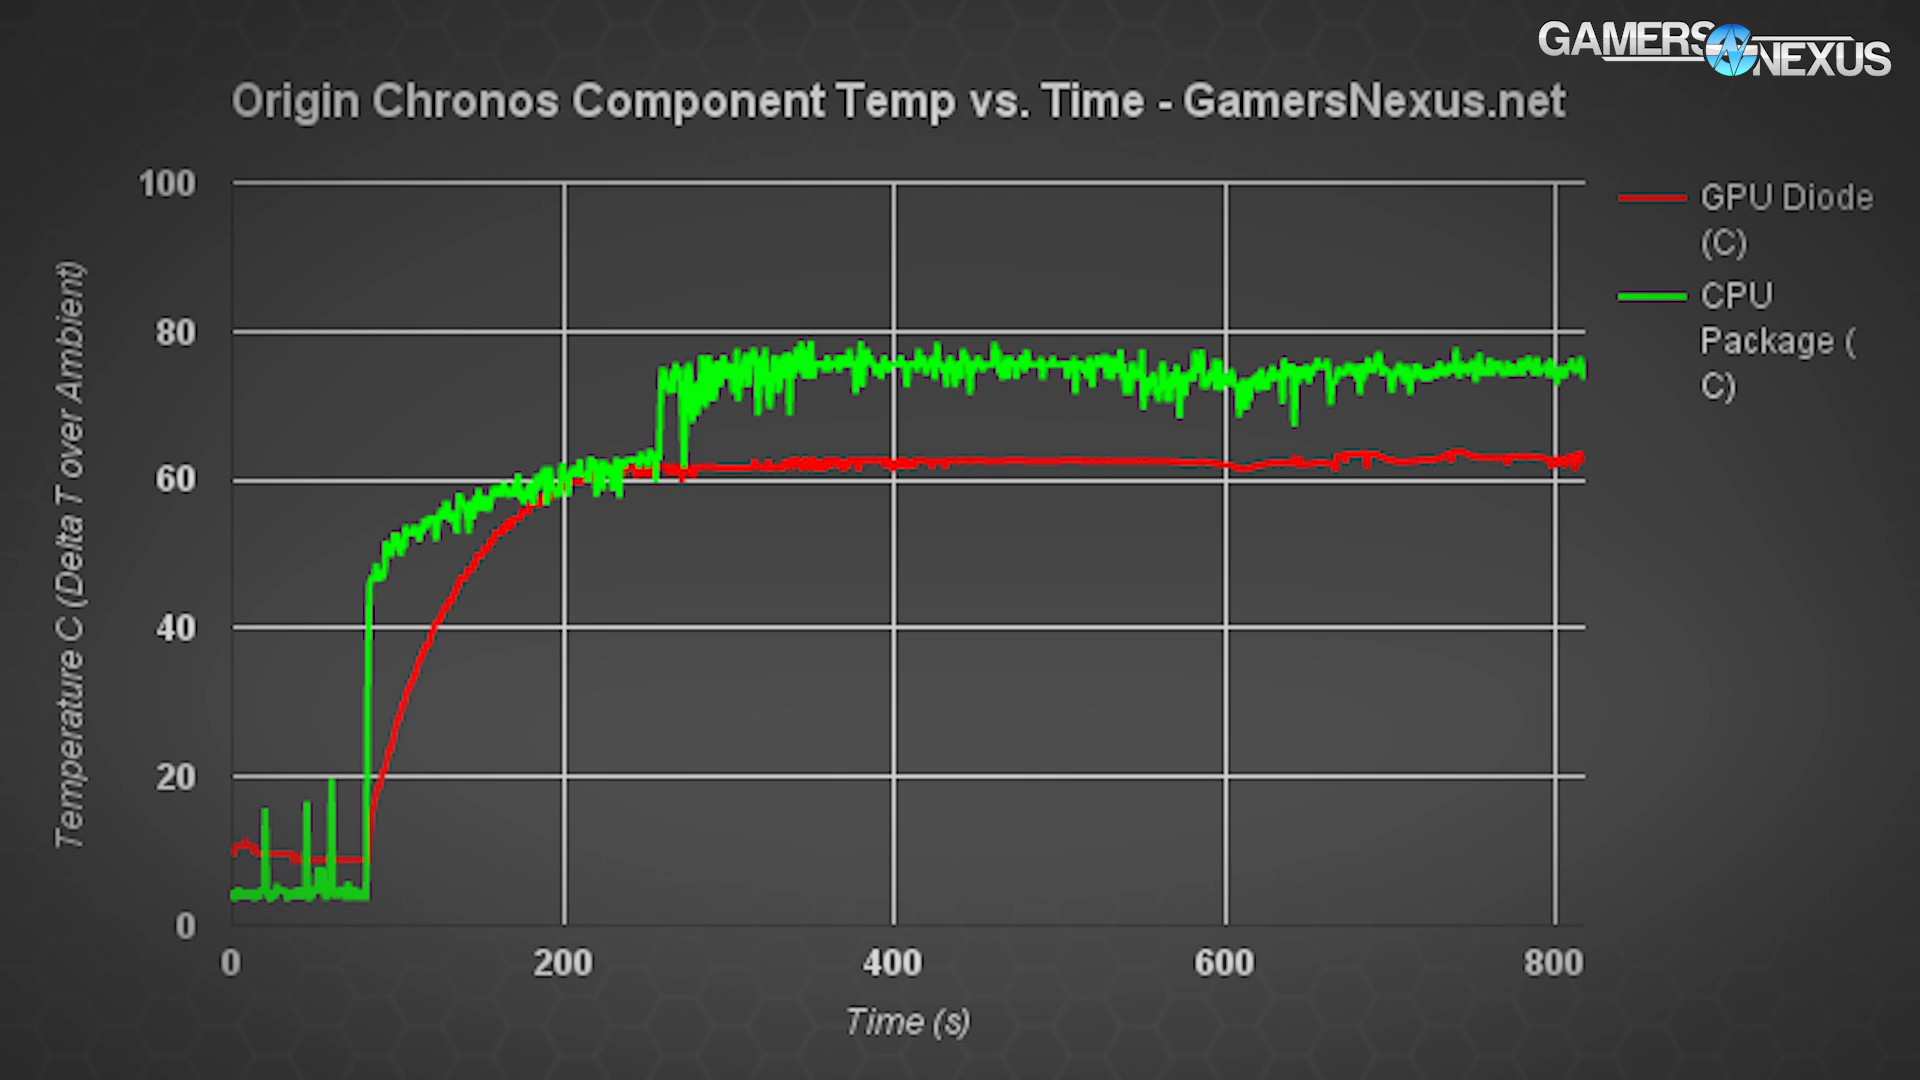 GAMERS NEXUS
Origin Chronos Component Temp vs. Time - GamersNexus.net
100
80
60
40
20
0
Temperature C (Delta T over Ambient)
0 200 400 600 800
Time (s)
GPU Diode
(C)
CPU
Package (
C)